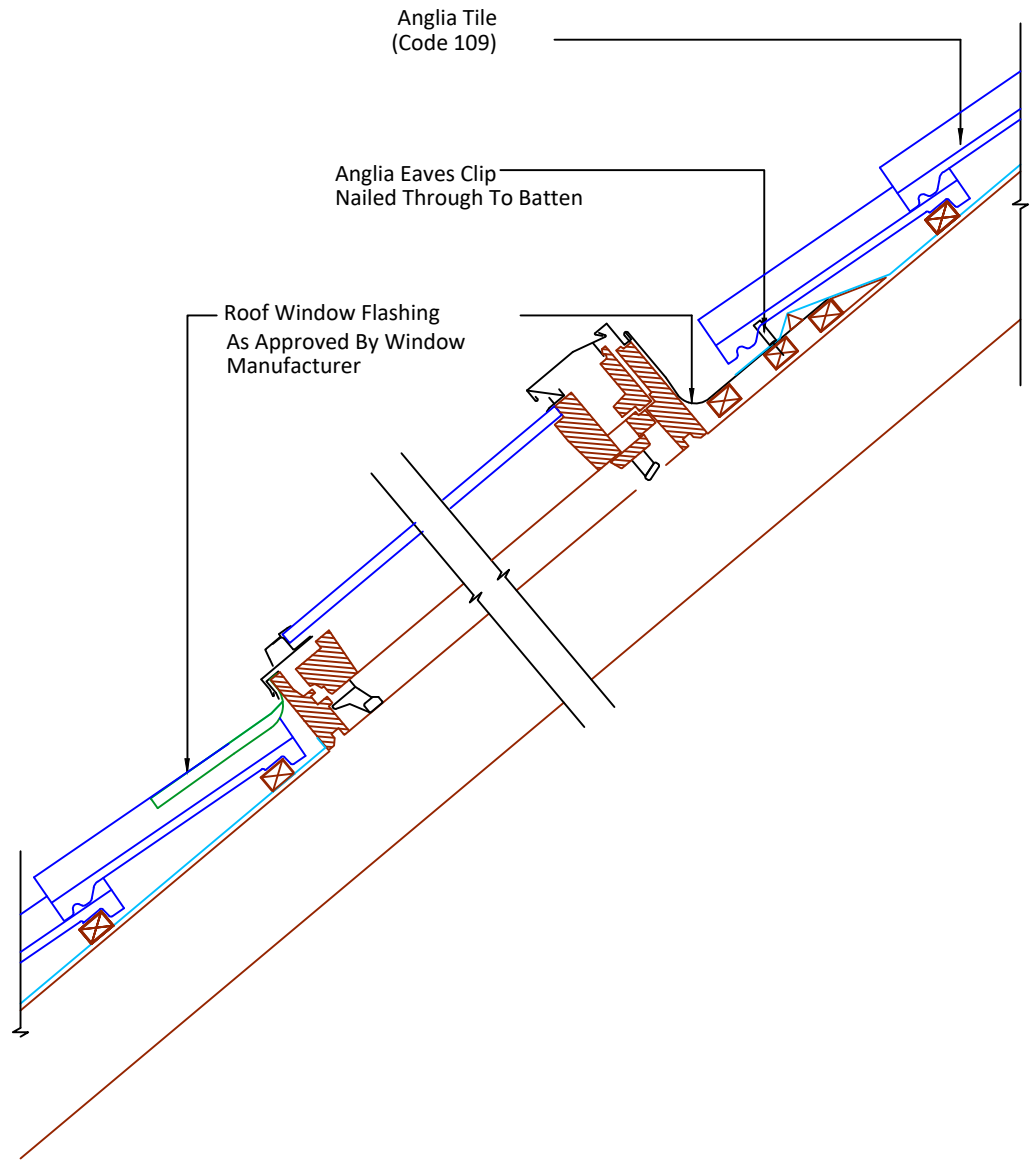 Anglia Tile
(Code 109)
Anglia Eaves Clip
Nailed Through To Batten
Roof Window Flashing
As Approved By Window
Manufacturer